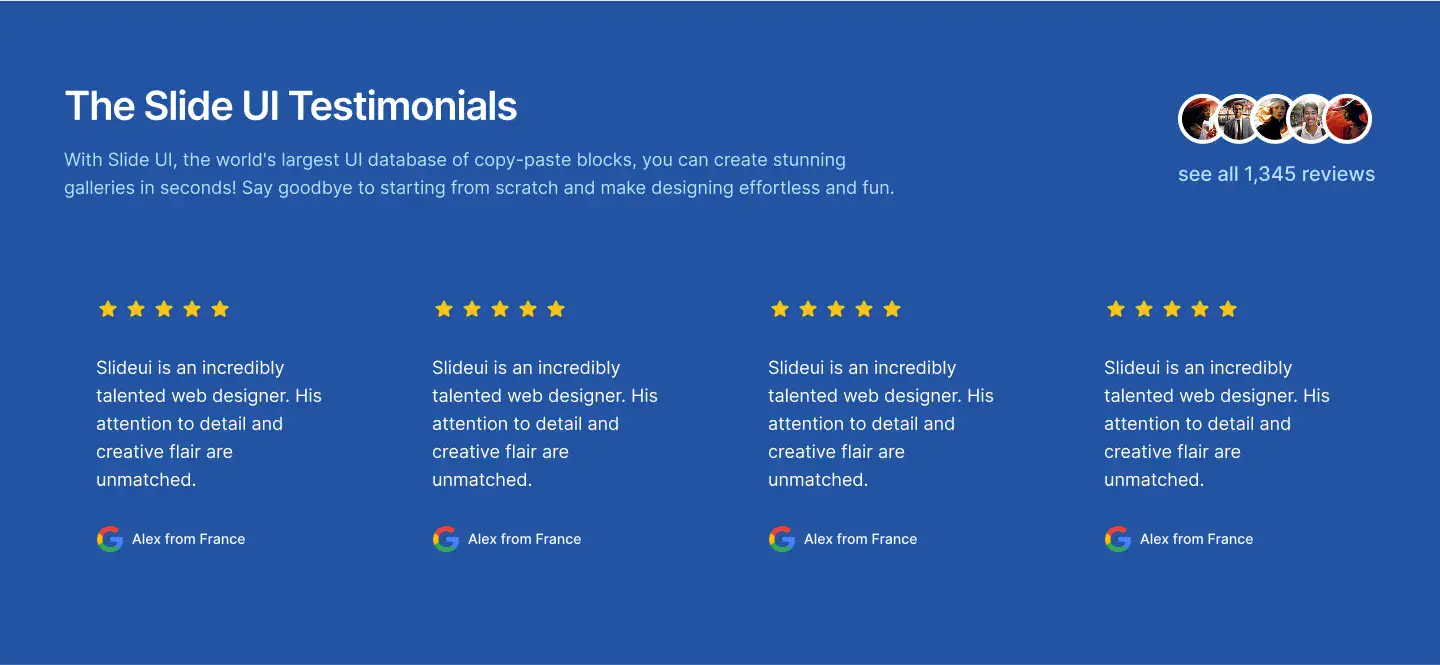 The Slide UI Testimonials
With Slide UI, the world's largest UI database of copy-paste blocks, you can create stunning
galleries in seconds! Say goodbye to starting from scratch and make designing effortless and fun.
see all 1,345 reviews
Slideui is an incredibly
talented web designer. His
attention to detail and
creative flair are
unmatched.
Alex from France
Slideui is an incredibly
talented web designer. His
attention to detail and
creative flair are
unmatched.
Alex from France
Slideui is an incredibly
talented web designer. His
attention to detail and
creative flair are
unmatched.
Alex from France
Slideui is an incredibly
talented web designer. His
attention to detail and
creative flair are
unmatched.
Alex from France